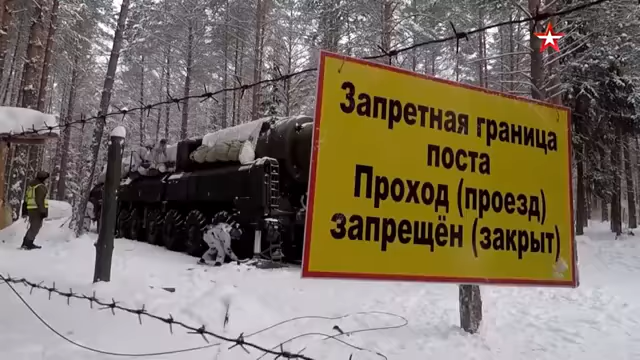 Запретная граница
поста
Проход (проезд)
запрещён (закрыт)